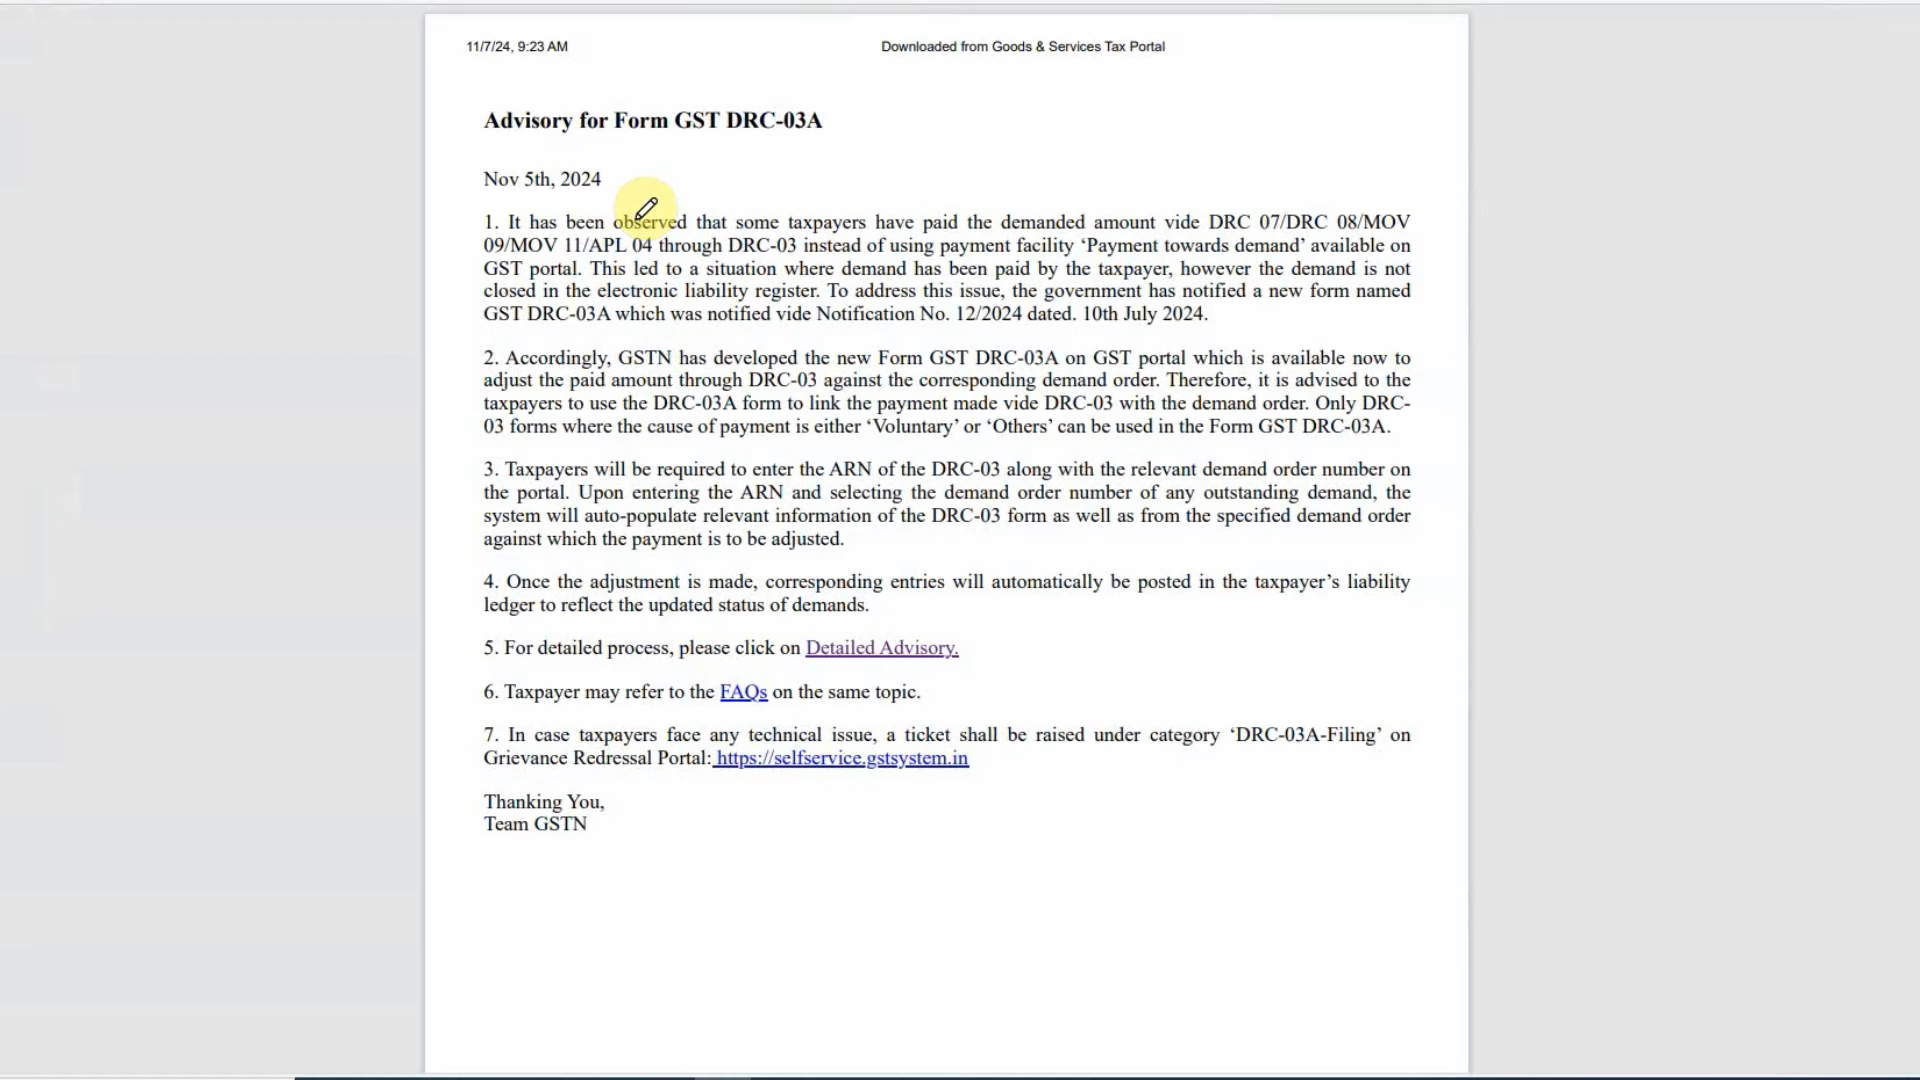 11/7/24, 9:23 AM
Downloaded from Goods & Services Tax Portal
Advisory for Form GST DRC-03A
Nov 5th, 2024
1. It has been observed that some taxpayers have paid the demanded amount vide DRC 07/DRC 08/MOV
09/MOV 11/APL 04 through DRC-03 instead of using payment facility ‘Payment towards demand’ available on
GST portal. This led to a situation where demand has been paid by the taxpayer, however the demand is not
closed in the electronic liability register. To address this issue, the government has notified a new form named
GST DRC-03A which was notified vide Notification No. 12/2024 dated. 10th July 2024.
2. Accordingly, GSTN has developed the new Form GST DRC-03A on GST portal which is available now to
adjust the paid amount through DRC-03 against the corresponding demand order. Therefore, it is advised to the
taxpayers to use the DRC-03A form to link the payment made vide DRC-03 with the demand order. Only DRC-
03 forms where the cause of payment is either ‘Voluntary’ or ‘Others’ can be used in the Form GST DRC-03A.
3. Taxpayers will be required to enter the ARN of the DRC-03 along with the relevant demand order number on
the portal. Upon entering the ARN and selecting the demand order number of any outstanding demand, the
system will auto-populate relevant information of the DRC-03 form as well as from the specified demand order
against which the payment is to be adjusted.
4. Once the adjustment is made, corresponding entries will automatically be posted in the taxpayer’s liability
ledger to reflect the updated status of demands.
5. For detailed process, please click on Detailed Advisory.
6. Taxpayer may refer to the FAQs on the same topic.
7. In case taxpayers face any technical issue, a ticket shall be raised under category ‘DRC-03A-Filing’ on
Grievance Redressal Portal: https://selfservice.gstsystem.in
Thanking You,
Team GSTN